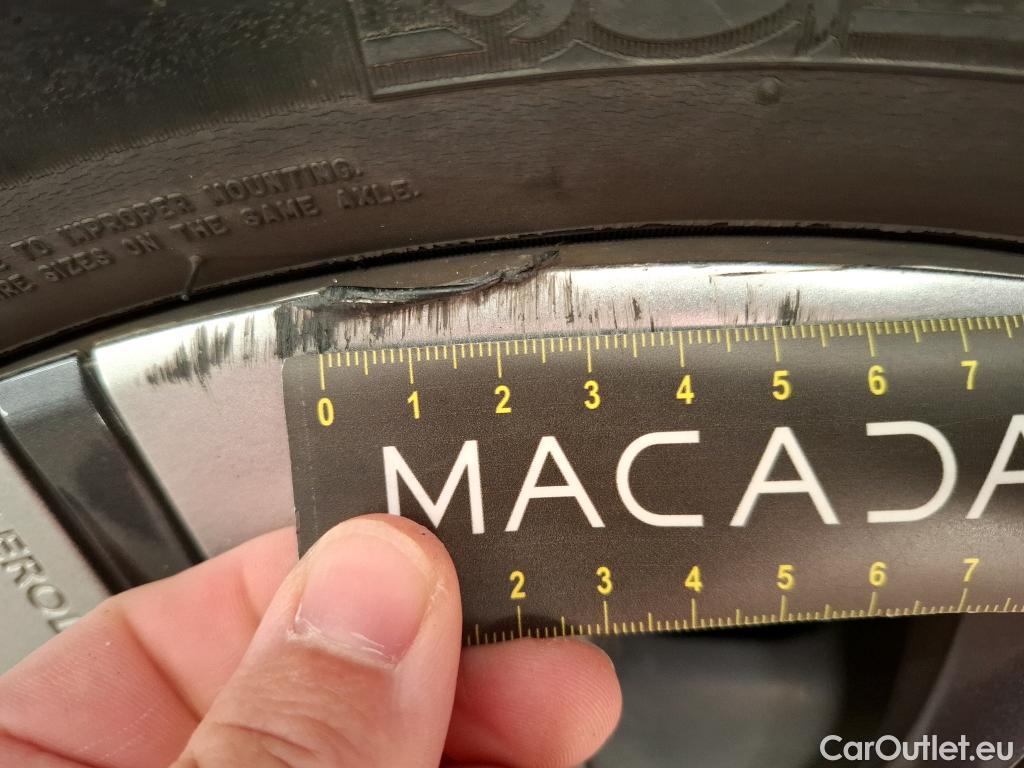 TO IMPROPER MOUNTING.
SIZES ON THE SAME AXLE.
0 1 2 3 4 5 6 7
MACADA
2 3 4 5 6 7
CarOutlet.eu